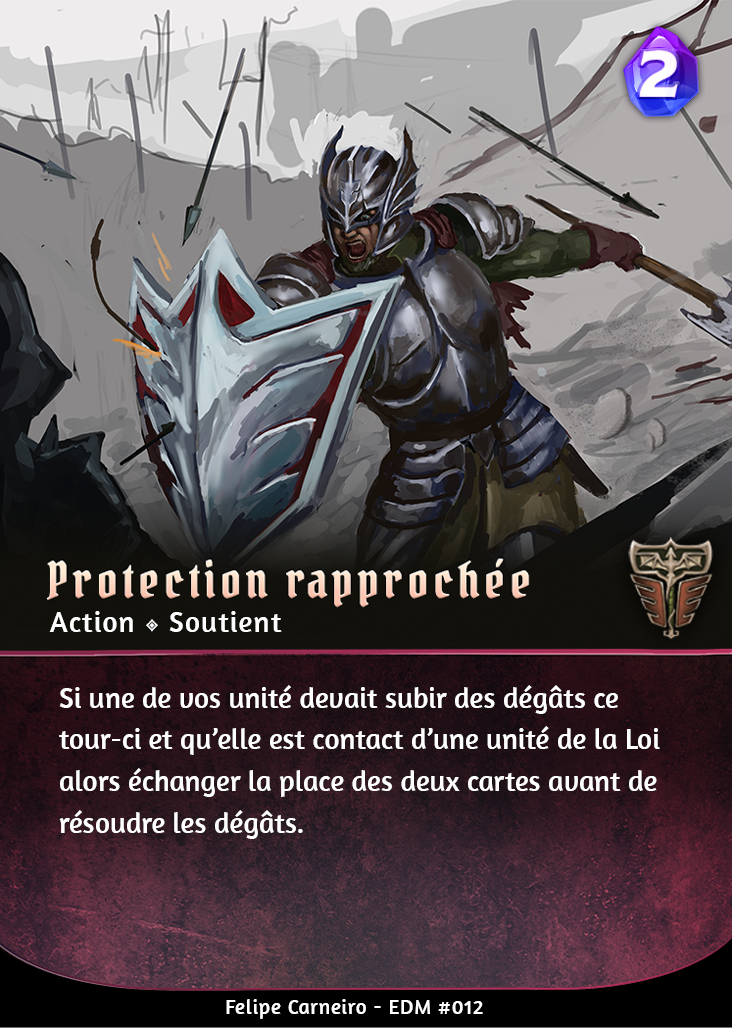 2
Protection rapprochée
Action ◈ Soutient
Si une de vos unité devait subir des dégâts ce
tour-ci et qu’elle est contact d’une unité de la Loi
alors échanger la place des deux cartes avant de
résoudre les dégâts.
Felipe Carneiro - EDM #012